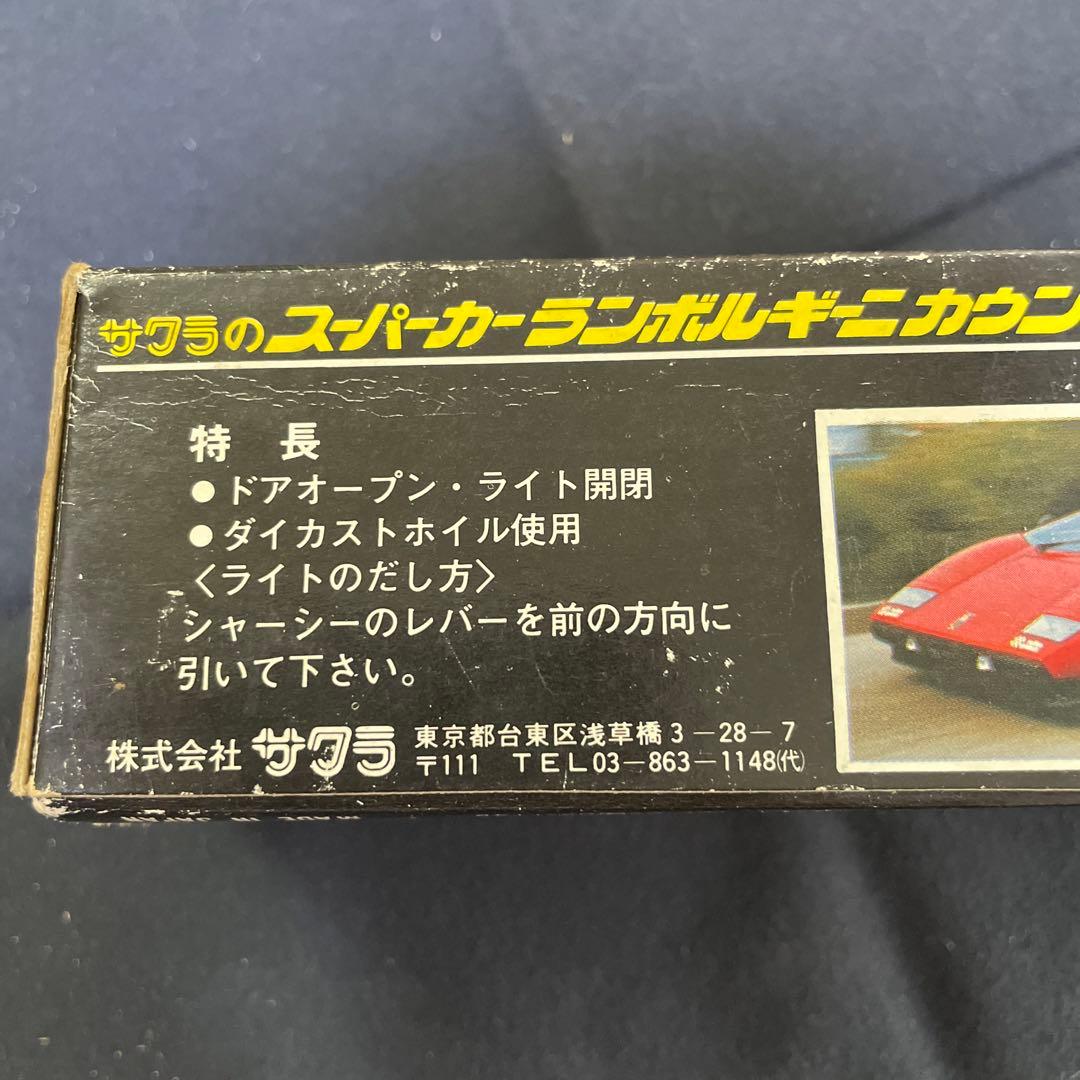 サクラのスーパーカーランボルギーニカウン
特 長
●ドアオープン・ライト開閉
●ダイカストホイル使用
〈ライトのだし方〉
シャーシーのレバーを前の方向に
引いて下さい。
株式会社 サクラ 東京都台東区浅草橋3-28-7
〒111 TEL03-863-1148(代)